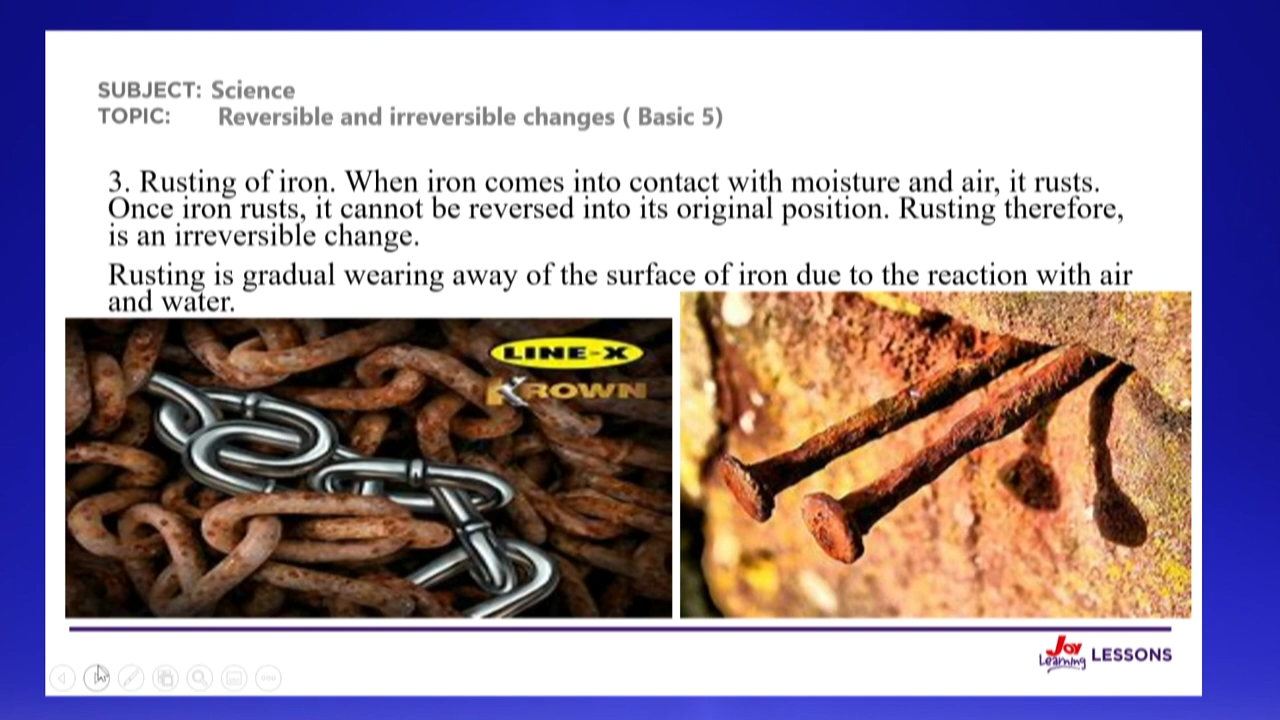 SUBJECT: Science
TOPIC: Reversible and irreversible changes ( Basic 5)
3. Rusting of iron. When iron comes into contact with moisture and air, it rusts.
Once iron rusts, it cannot be reversed into its original position. Rusting therefore,
is an irreversible change.
Rusting is gradual wearing away of the surface of iron due to the reaction with air
and water.
LINE-X
KROWN
Joy
Learning LESSONS